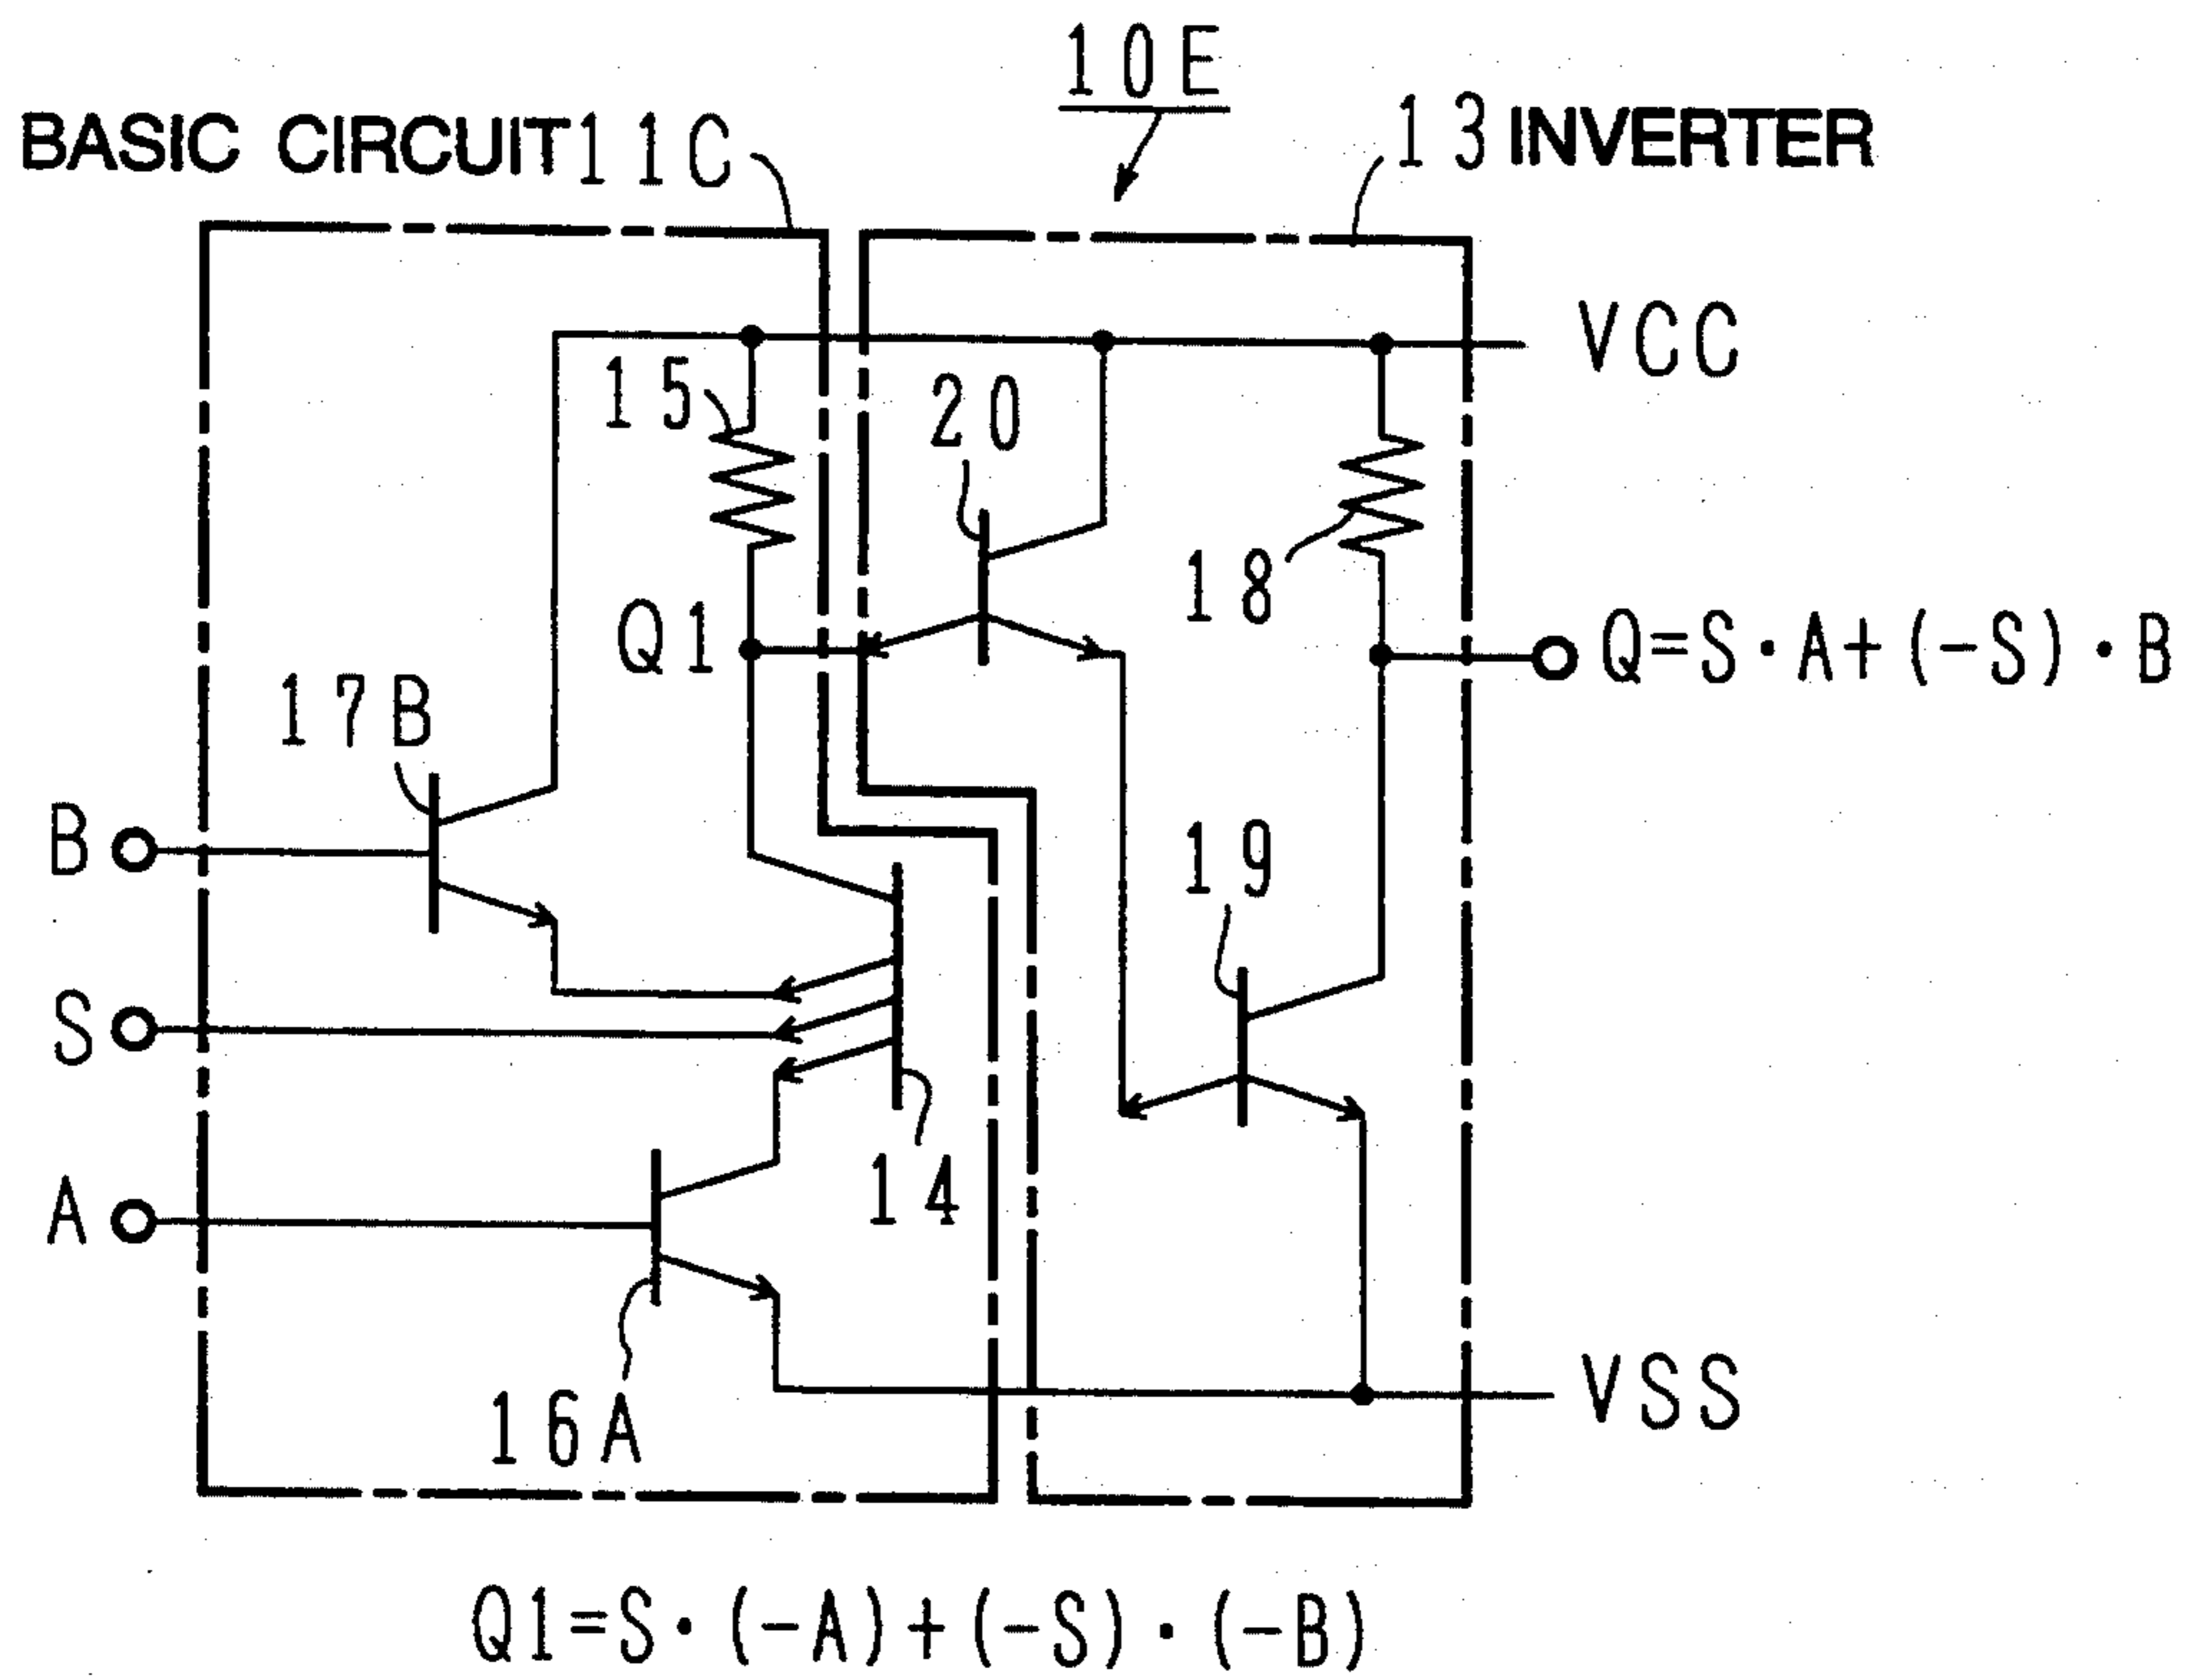 10E
BASIC CIRCUIT 11C
13 INVERTER
VCC
15
20
18
Q1
Q=S·A+(-S)·B
17B
B
19
S
A
14
16A
VSS
Q1=S·(-A)+(-S)·(-B)